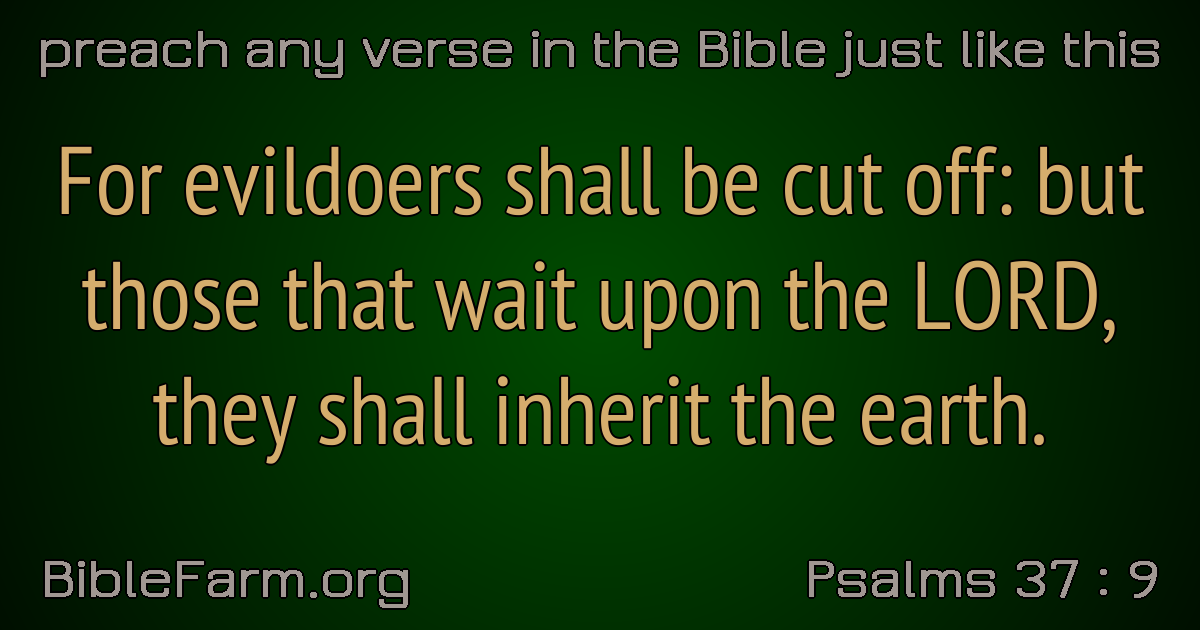 preach any verse in the Bible just like this
For evildoers shall be cut off: but
those that wait upon the LORD,
they shall inherit the earth.
BibleFarm.org
Psalms 37 : 9